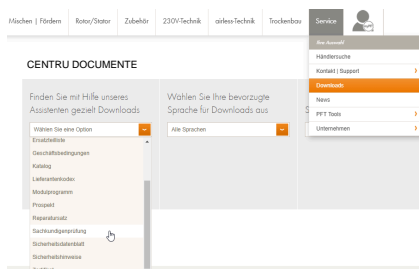 Mischen | Fördern Rotor/Stator Zubehör 230V-Technik airless-Technik Trockenbau Service
Ihre Auswahl
Händlersuche
Kontakt | Support
Downloads
News
PFT Tools
Unternehmen
CENTRU DOCUMENTE
Finden Sie mit Hilfe unseres
Assistenten gezielt Downloads
Wählen Sie eine Option
Ersatzteilliste
Geschäftsbedingungen
Katalog
Lieferantenkodex
Modulprogramm
Prospekt
Reparatursatz
Sachkundigenprüfung
Sicherheitsdatenblatt
Sicherheitshinweise
Wählen Sie Ihre bevorzugte
Sprache für Downloads aus
Alle Sprachen
S